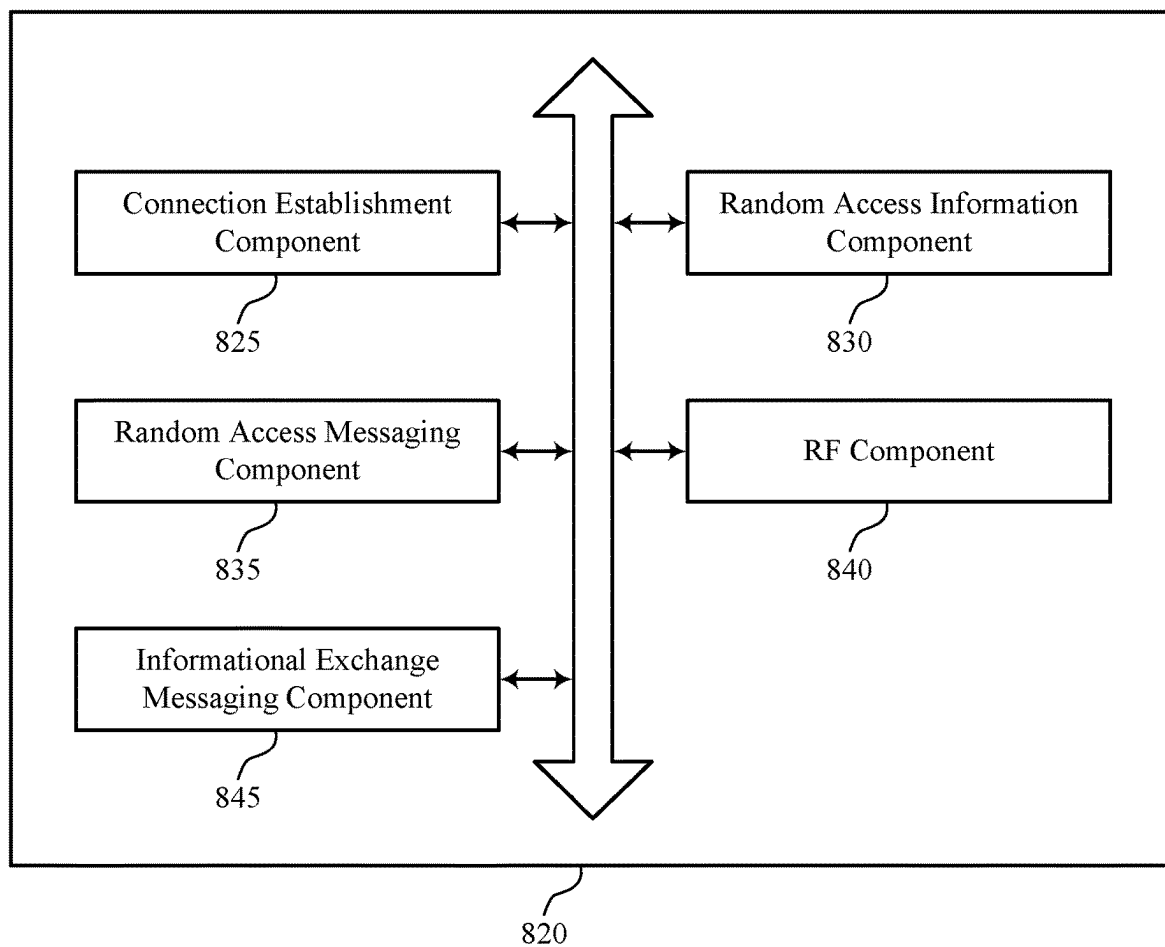 Connection Establishment
Component
825
Random Access Information
Component
830
Random Access Messaging
Component
835
RF Component
840
Informational Exchange
Messaging Component
845
820